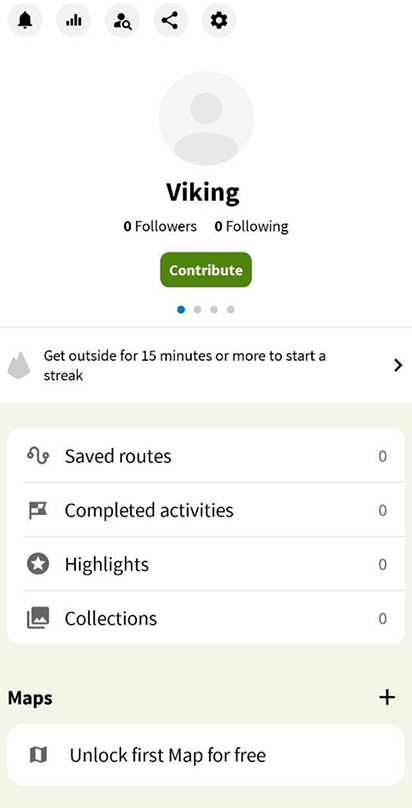 Viking
0 Followers 0 Following
Contribute
Get outside for 15 minutes or more to start a
streak
Saved routes 0
Completed activities 0
Highlights 0
Collections 0
Maps
Unlock first Map for free